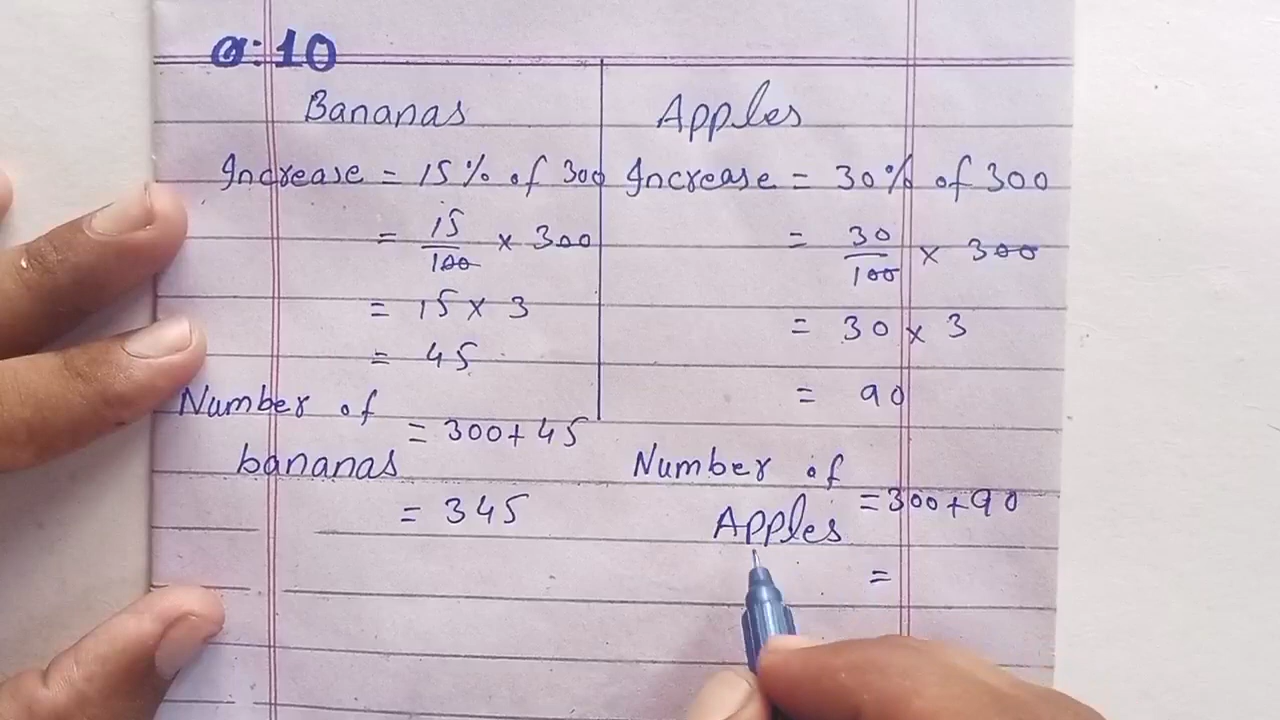 Q:10
Bananas
Increase = 15% of 300
= 15/100 × 300
= 15 × 3
= 45
Number of
bananas
= 300+45
= 345
Apples
Increase = 30% of 300
= 30/100 × 300
= 30 × 3
= 90
Number of
Apples
= 300+90
=